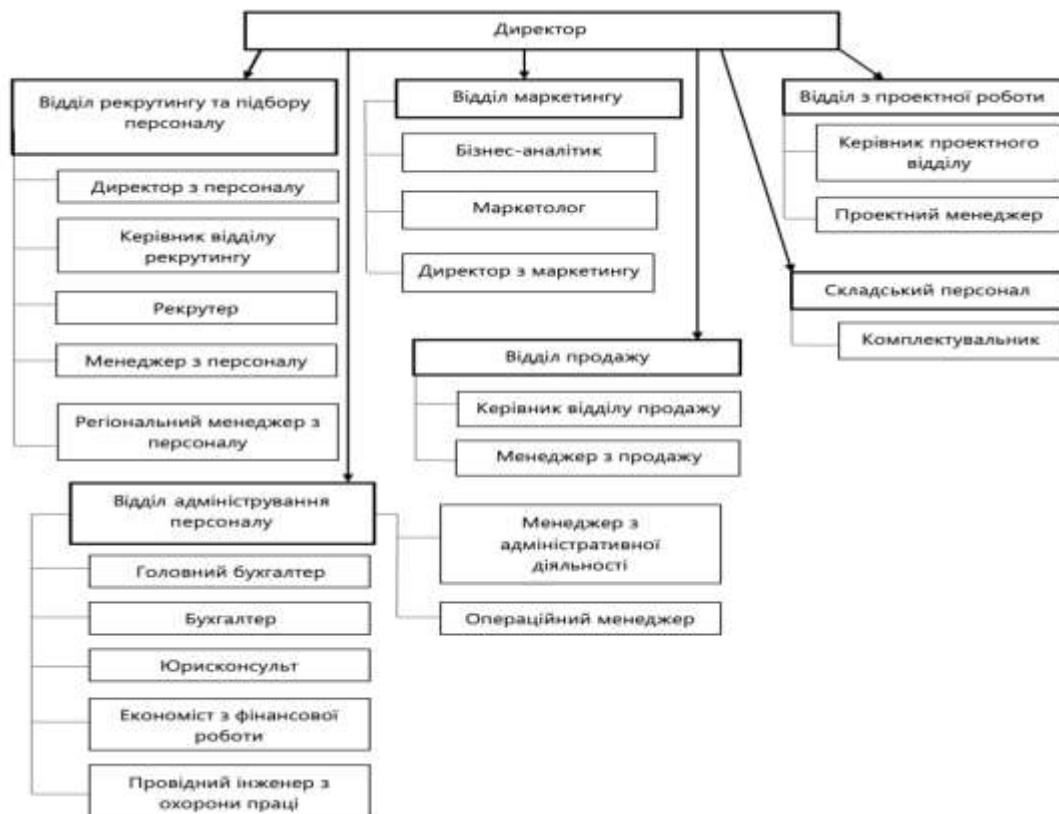 Директор
Відділ рекрутингу та підбору
персоналу
Директор з персоналу
Керівник відділу
рекрутингу
Рекрутер
Менеджер з персоналу
Регіональний менеджер з
персоналу
Відділ маркетингу
Бізнес-аналітик
Маркетолог
Директор з маркетингу
Відділ з проектної роботи
Керівник проектного
відділу
Проектний менеджер
Складський персонал
Комплектувальник
Відділ продажу
Керівник відділу продажу
Менеджер з продажу
Відділ адміністрування
персоналу
Головний бухгалтер
Бухгалтер
Юрисконсульт
Економіст з фінансової
роботи
Провідний інженер з
охорони праці
Менеджер з
адміністративної
діяльності
Операційний менеджер